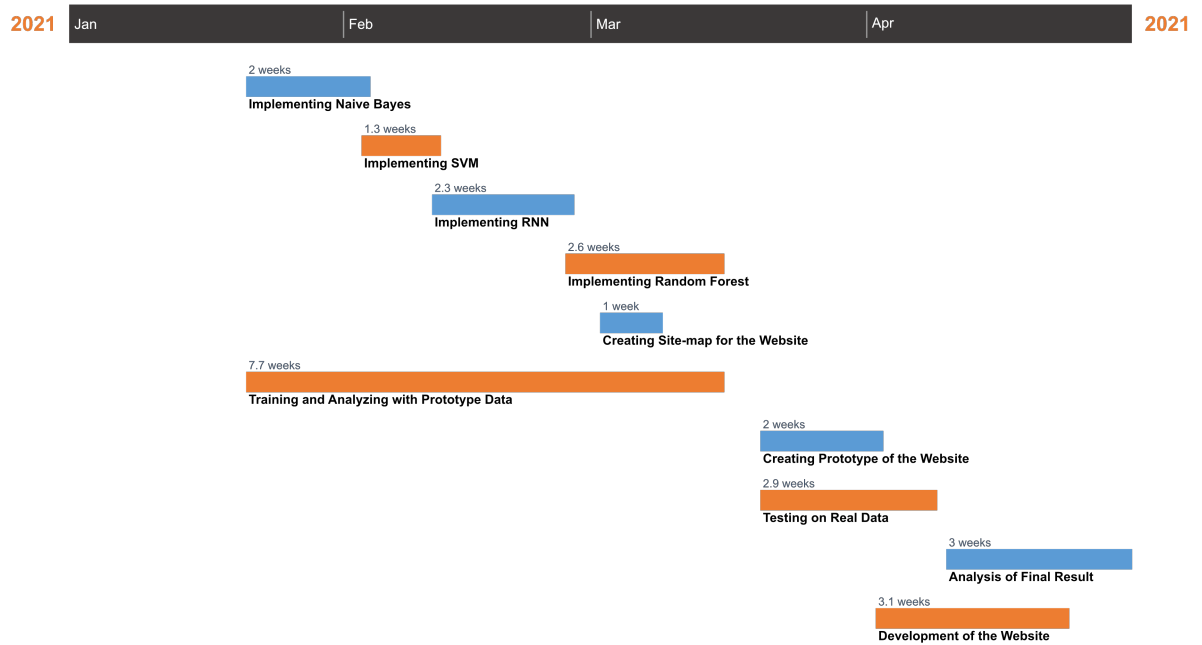 2021 Jan Feb Mar Apr 2021
2 weeks
Implementing Naive Bayes
1.3 weeks
Implementing SVM
2.3 weeks
Implementing RNN
2.6 weeks
Implementing Random Forest
1 week
Creating Site-map for the Website
7.7 weeks
Training and Analyzing with Prototype Data
2 weeks
Creating Prototype of the Website
2.9 weeks
Testing on Real Data
3 weeks
Analysis of Final Result
3.1 weeks
Development of the Website